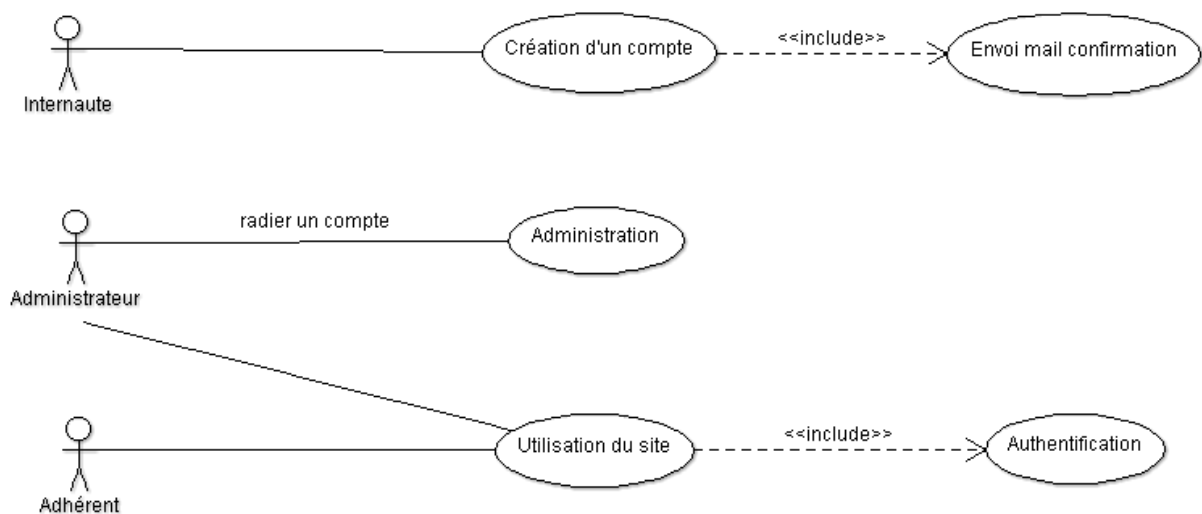 Création d'un compte
<<include>>
Envoi mail confirmation
Internaute
radier un compte
Administration
Administrateur
Utilisation du site
<<include>>
Authentification
Adhérent